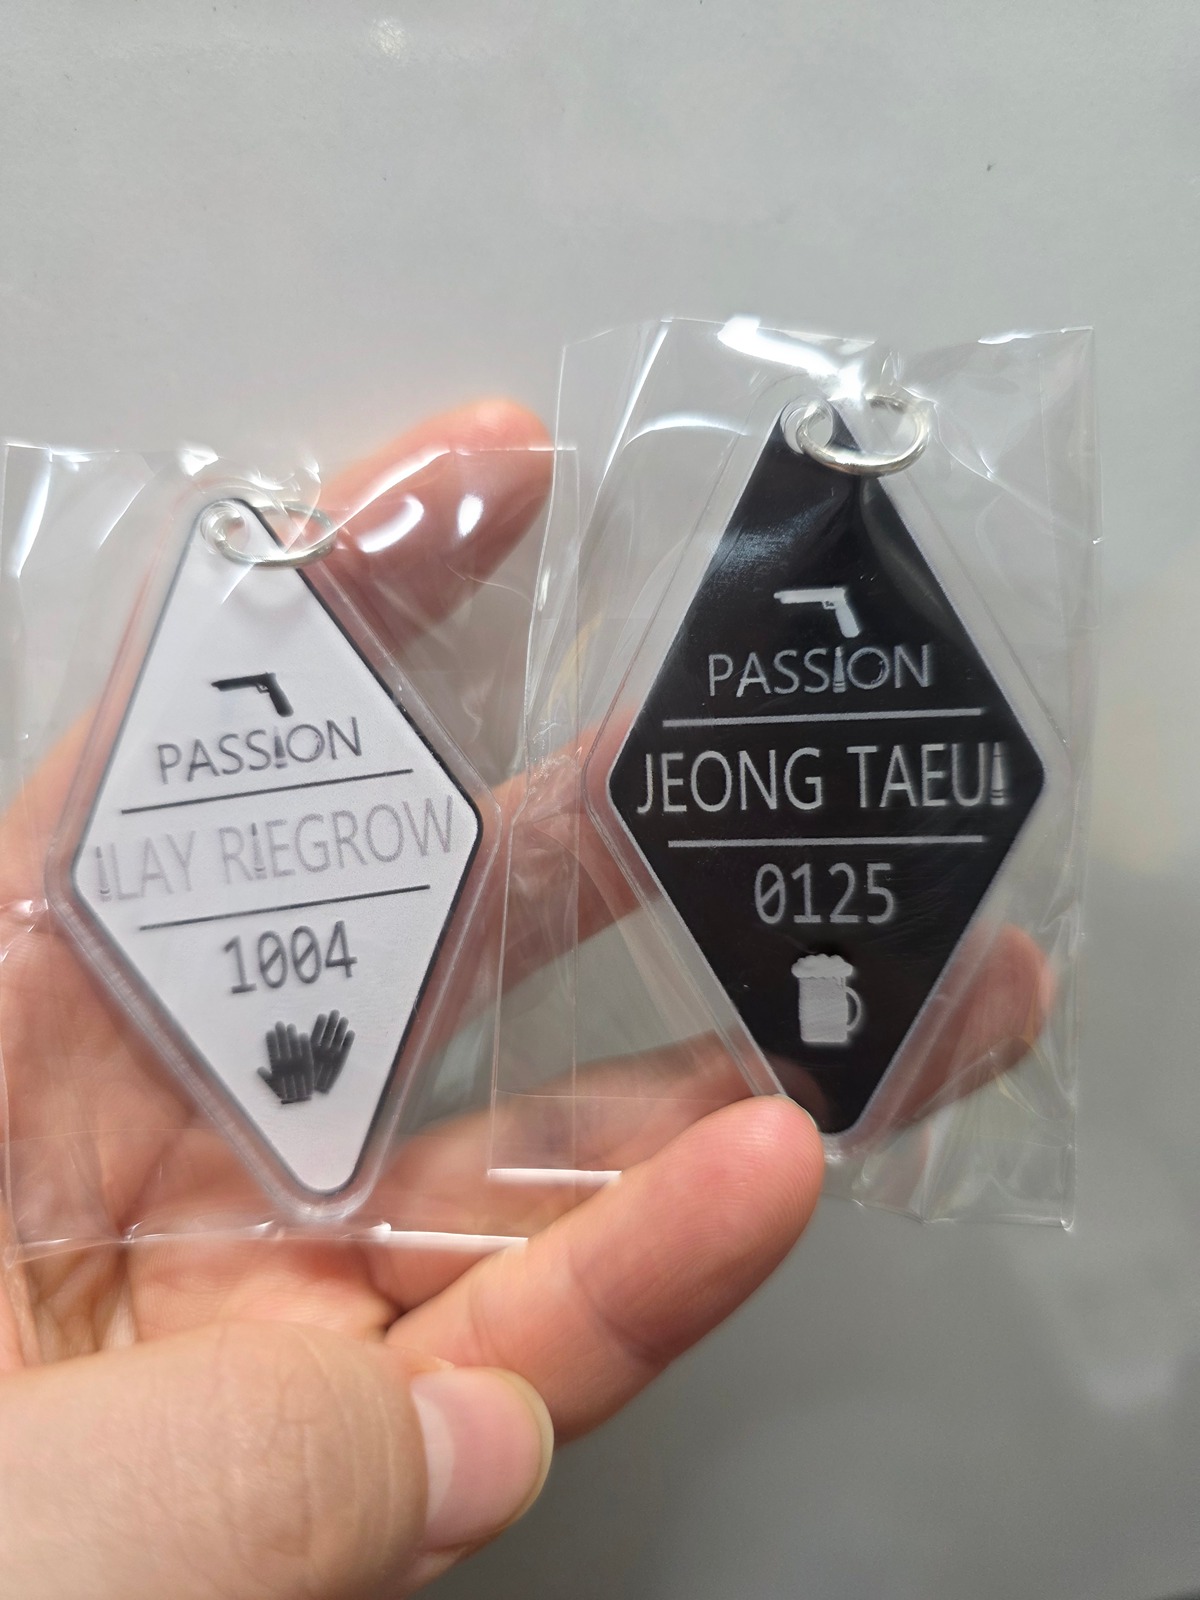 PASSION
ILAY RIEGROW
1004
PASSION
JEONG TAEUI
0125